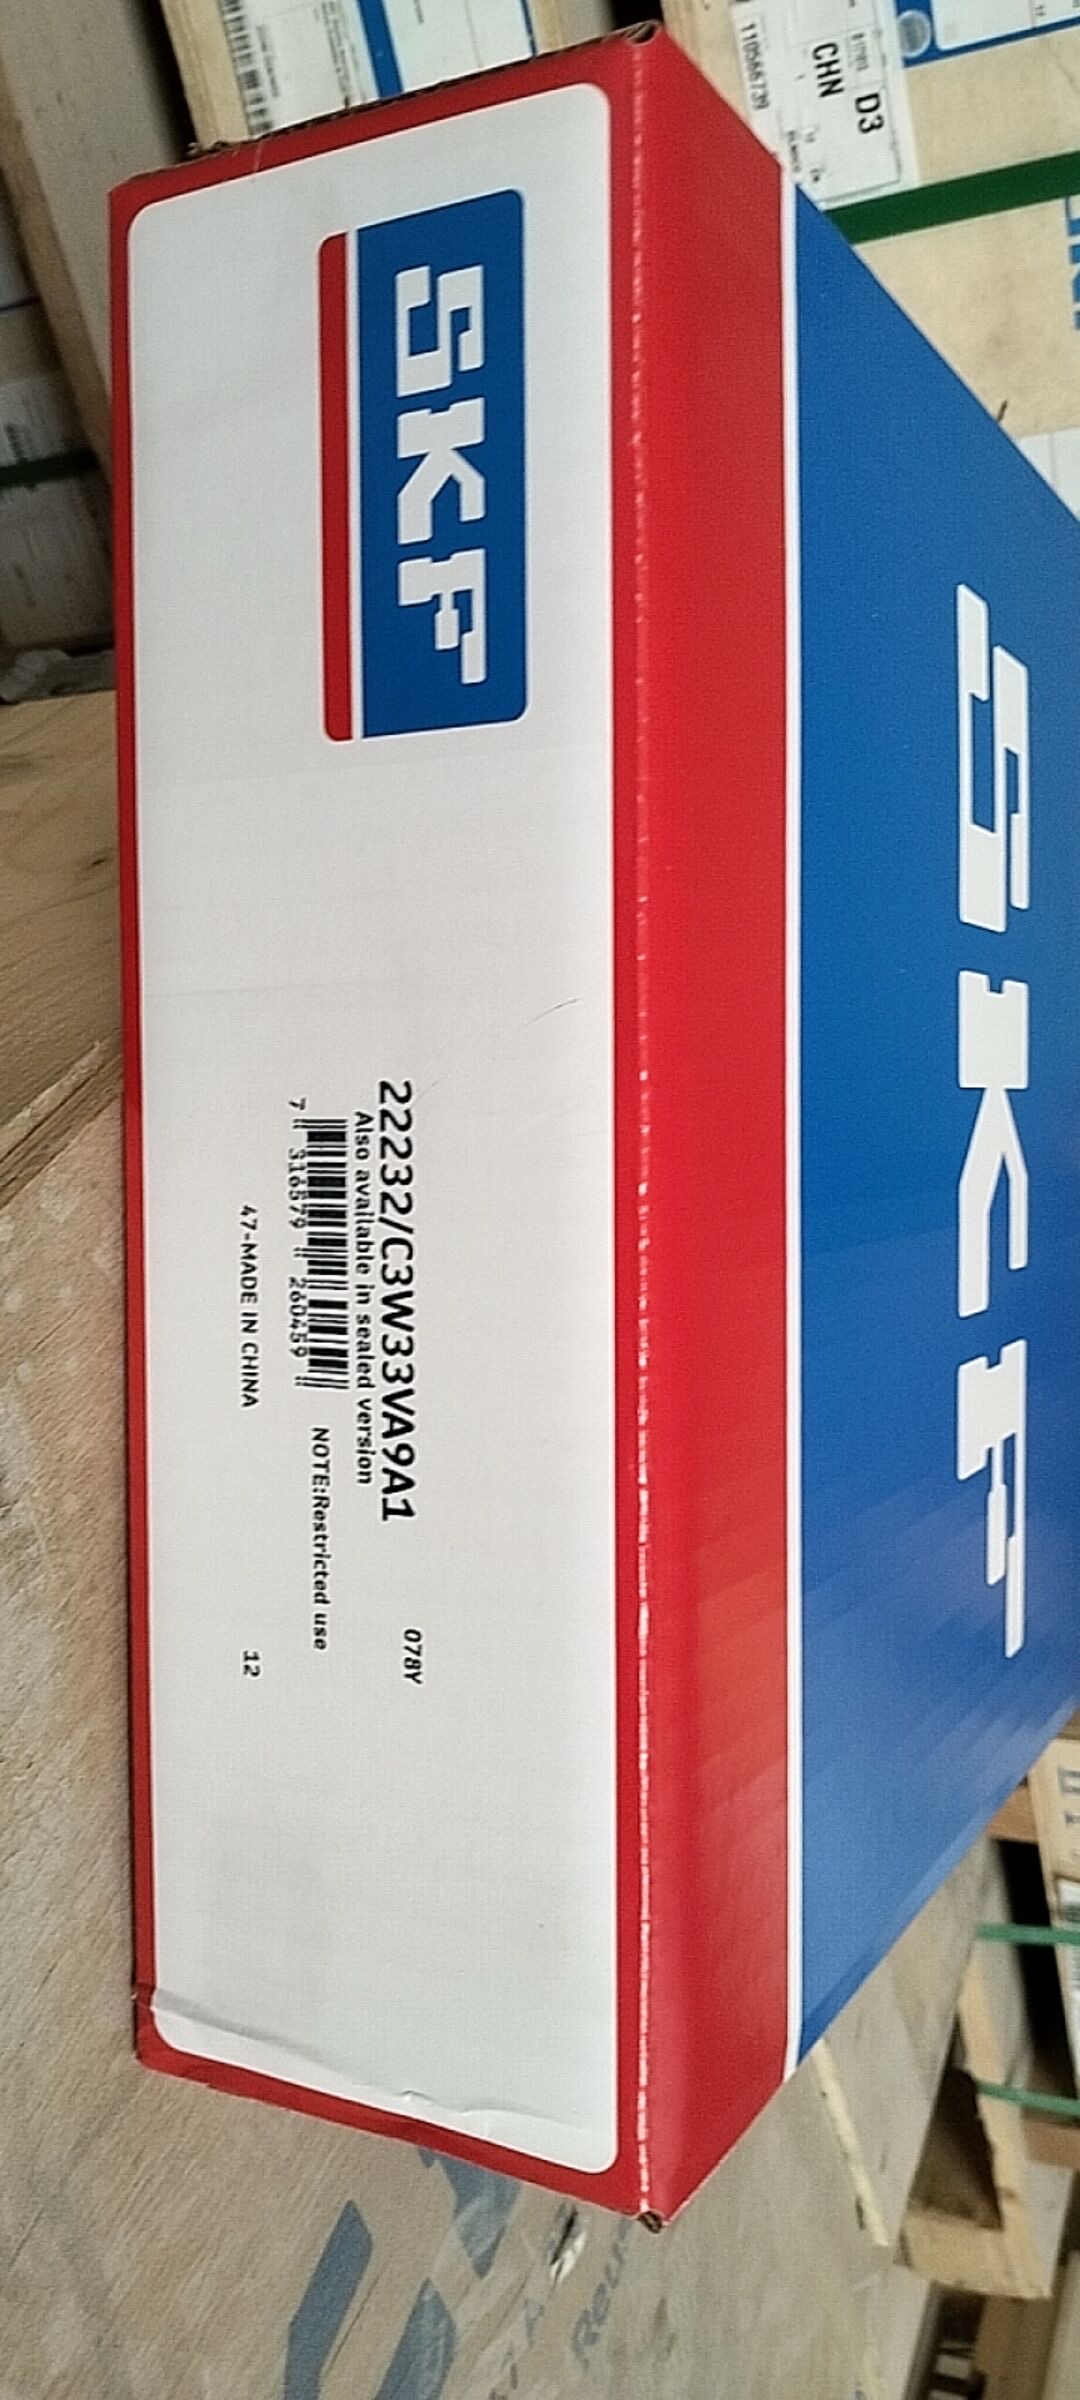 SKF
22232/C3W33VA9A1
078Y
Also available in sealed version
7 316579 260459
NOTE:Restricted use
47-MADE IN CHINA
12
SKF
110566739
CHN
D3